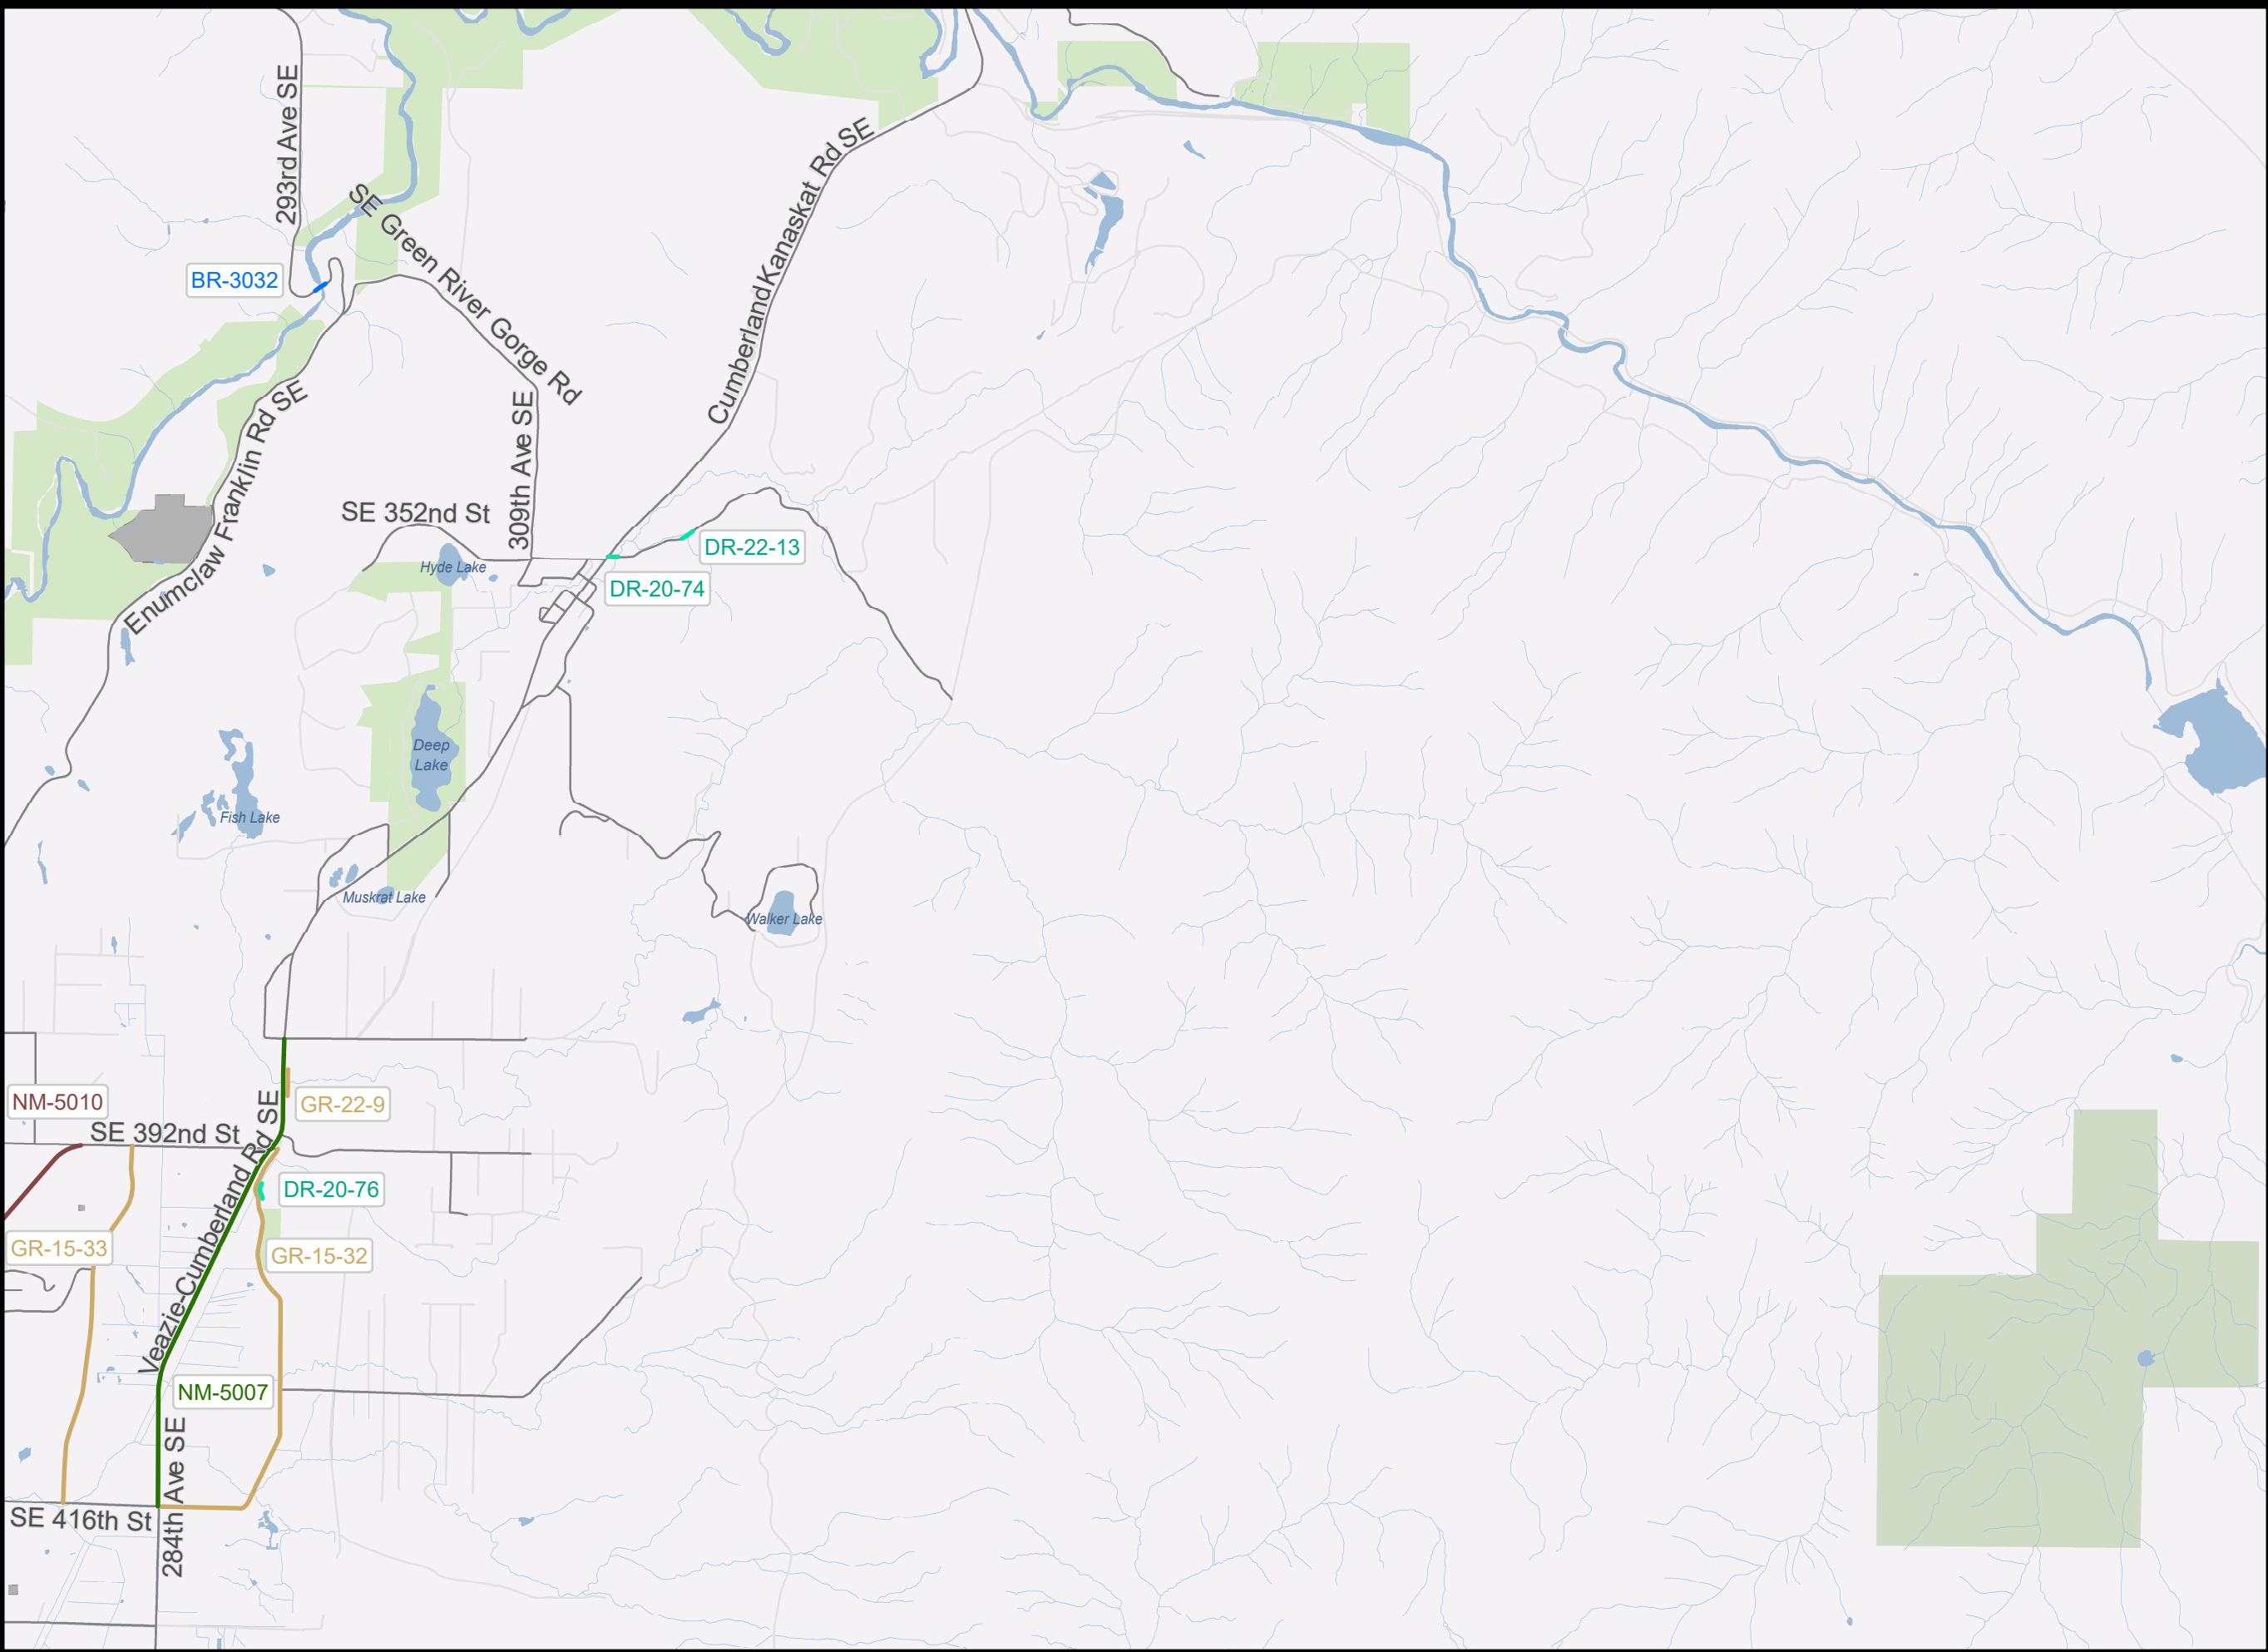 293rd Ave SE
SE Green River Gorge Rd
Cumberland Kanaskat Rd SE
BR-3032
Enumclaw Franklin Rd SE
309th Ave SE
SE 352nd St
Hyde Lake
DR-22-13
DR-20-74
Deep
Lake
Fish Lake
Muskrat Lake
Walker Lake
NM-5010
GR-22-9
SE 392nd St
Veazie-Cumberland Rd SE
DR-20-76
GR-15-33
GR-15-32
NM-5007
284th Ave SE
SE 416th St